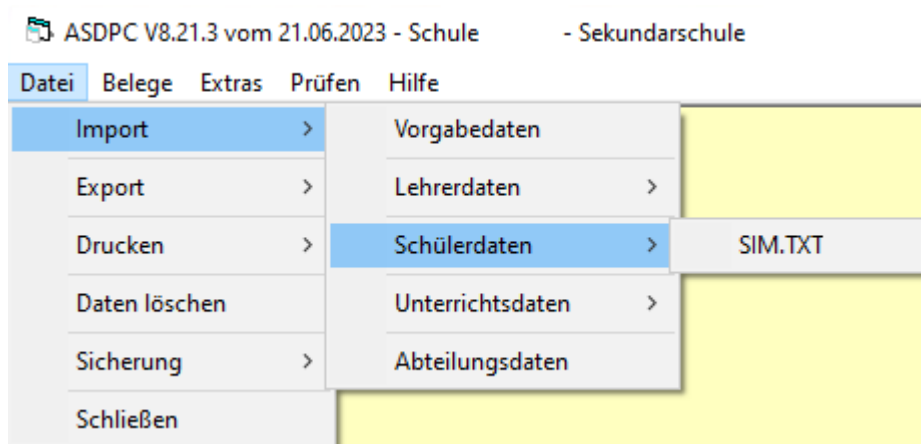 ASDPC V8.21.3 vom 21.06.2023 - Schule - Sekundarschule
Datei Belege Extras Prüfen Hilfe
Import
Export
Drucken
Daten löschen
Sicherung
Schließen
Vorgabedaten
Lehrerdaten
Schülerdaten
Unterrichtsdaten
Abteilungsdaten
SIM.TXT